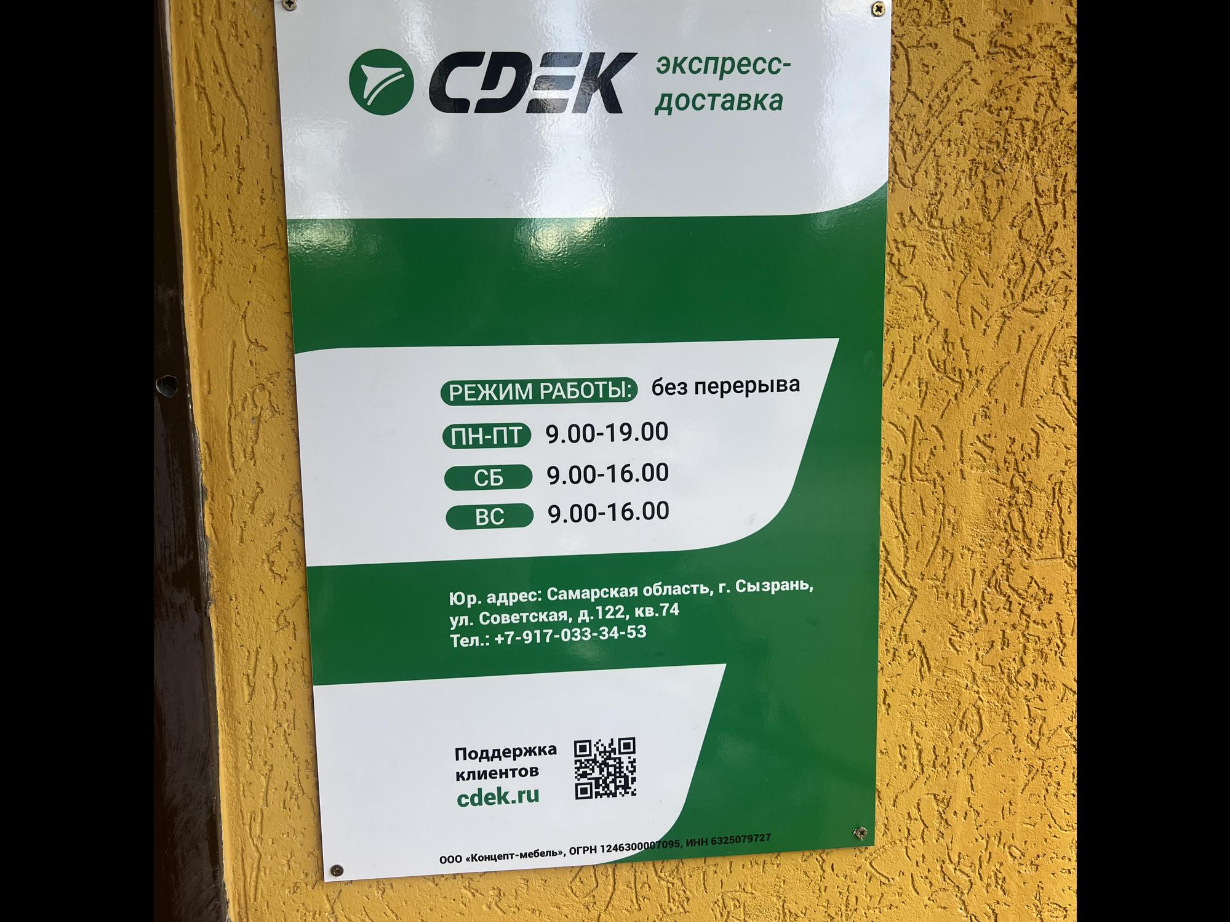 CDEK экспресс-
доставка
РЕЖИМ РАБОТЫ: без перерыва
ПН-ПТ 9.00-19.00
СБ 9.00-16.00
ВС 9.00-16.00
Юр. адрес: Самарская область, г. Сызрань,
ул. Советская, д.122, кв.74
Тел.: +7-917-033-34-53
Поддержка
клиентов
cdek.ru
ООО «Концепт-мебель», ОГРН 1246300007095, ИНН 6325079727